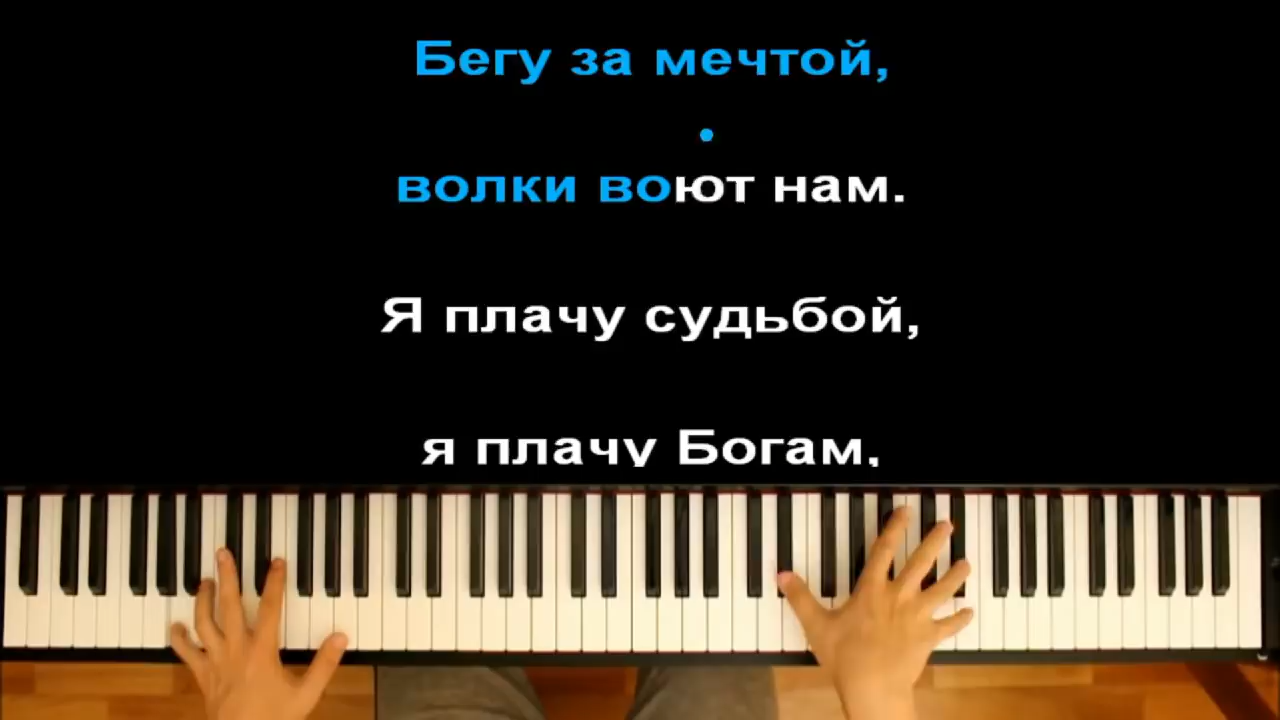 Бегу за мечтой,
волки воют нам.
Я плачу судьбой,
я плачу Богам,